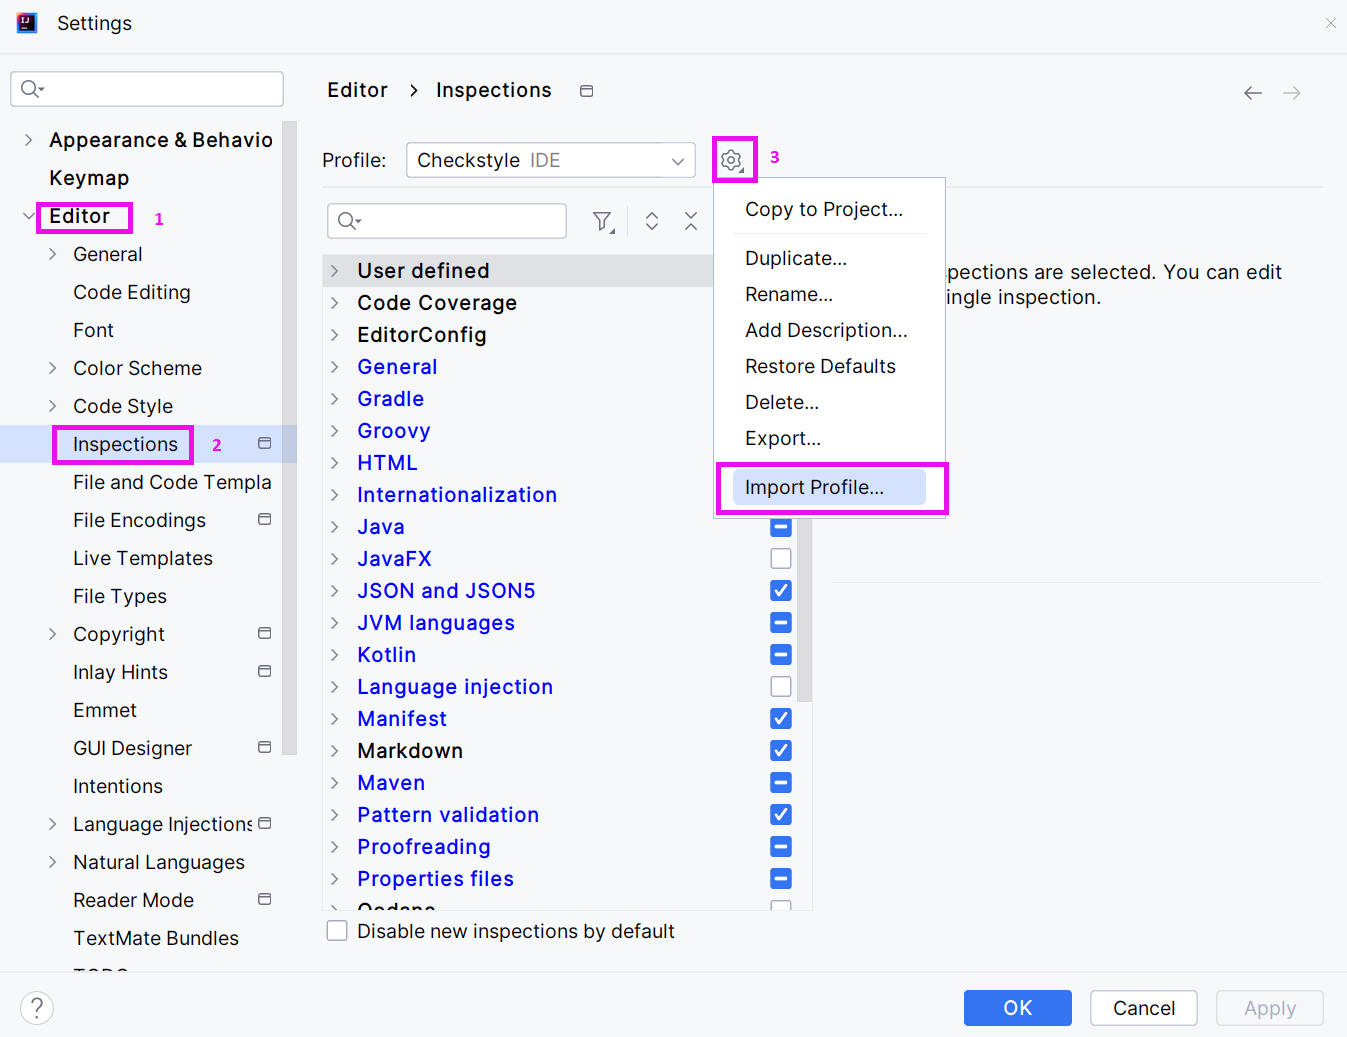 Settings
Editor > Inspections
Appearance & Behavio
Keymap
Editor 1
General
Code Editing
Font
Color Scheme
Code Style
Inspections 2
File and Code Templa
File Encodings
Live Templates
File Types
Copyright
Inlay Hints
Emmet
GUI Designer
Intentions
Language Injections
Natural Languages
Reader Mode
TextMate Bundles
Profile: Checkstyle IDE 3
User defined
Code Coverage
EditorConfig
General
Gradle
Groovy
HTML
Internationalization
Java
JavaFX
JSON and JSON5
JVM languages
Kotlin
Language injection
Manifest
Markdown
Maven
Pattern validation
Proofreading
Properties files
Disable new inspections by default
Copy to Project...
Duplicate...
Rename...
Add Description...
Restore Defaults
Delete...
Export...
Import Profile...
spections are selected. You can edit
ingle inspection.
?
OK
Cancel
Apply